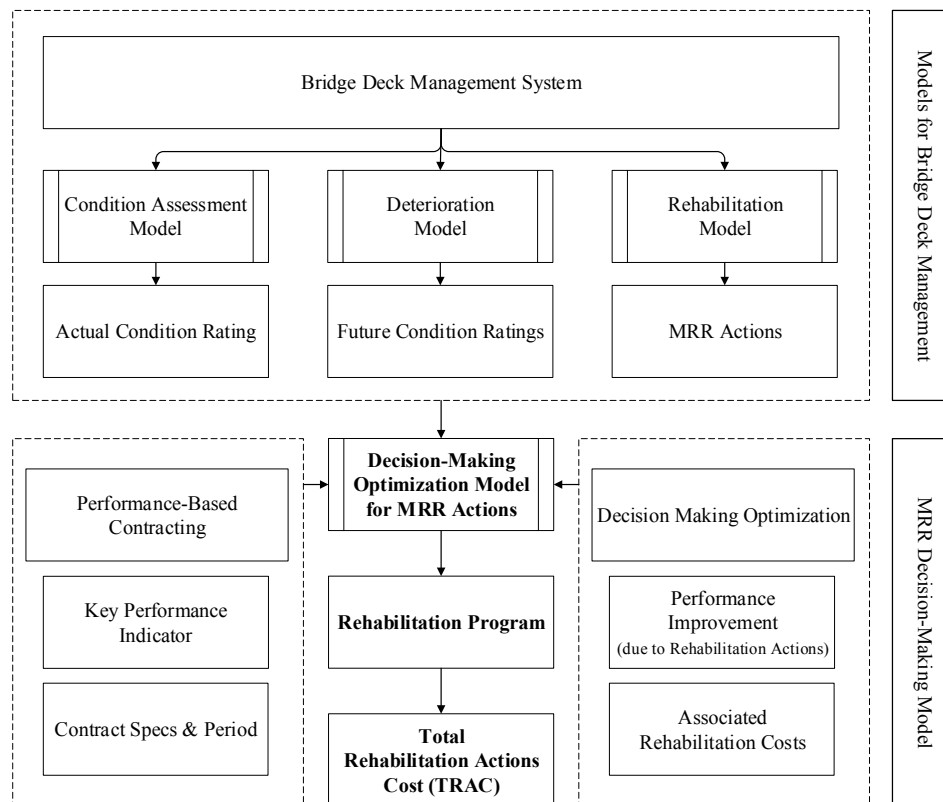 Bridge Deck Management System
Condition Assessment
Model
Deterioration
Model
Rehabilitation
Model
Actual Condition Rating
Future Condition Ratings
MRR Actions
Models for Bridge Deck Management
Performance-Based
Contracting
Key Performance
Indicator
Contract Specs & Period
Decision-Making
Optimization Model
for MRR Actions
Rehabilitation Program
Total
Rehabilitation Actions
Cost (TRAC)
Decision Making Optimization
Performance
Improvement
(due to Rehabilitation Actions)
Associated
Rehabilitation Costs
MRR Decision-Making Model